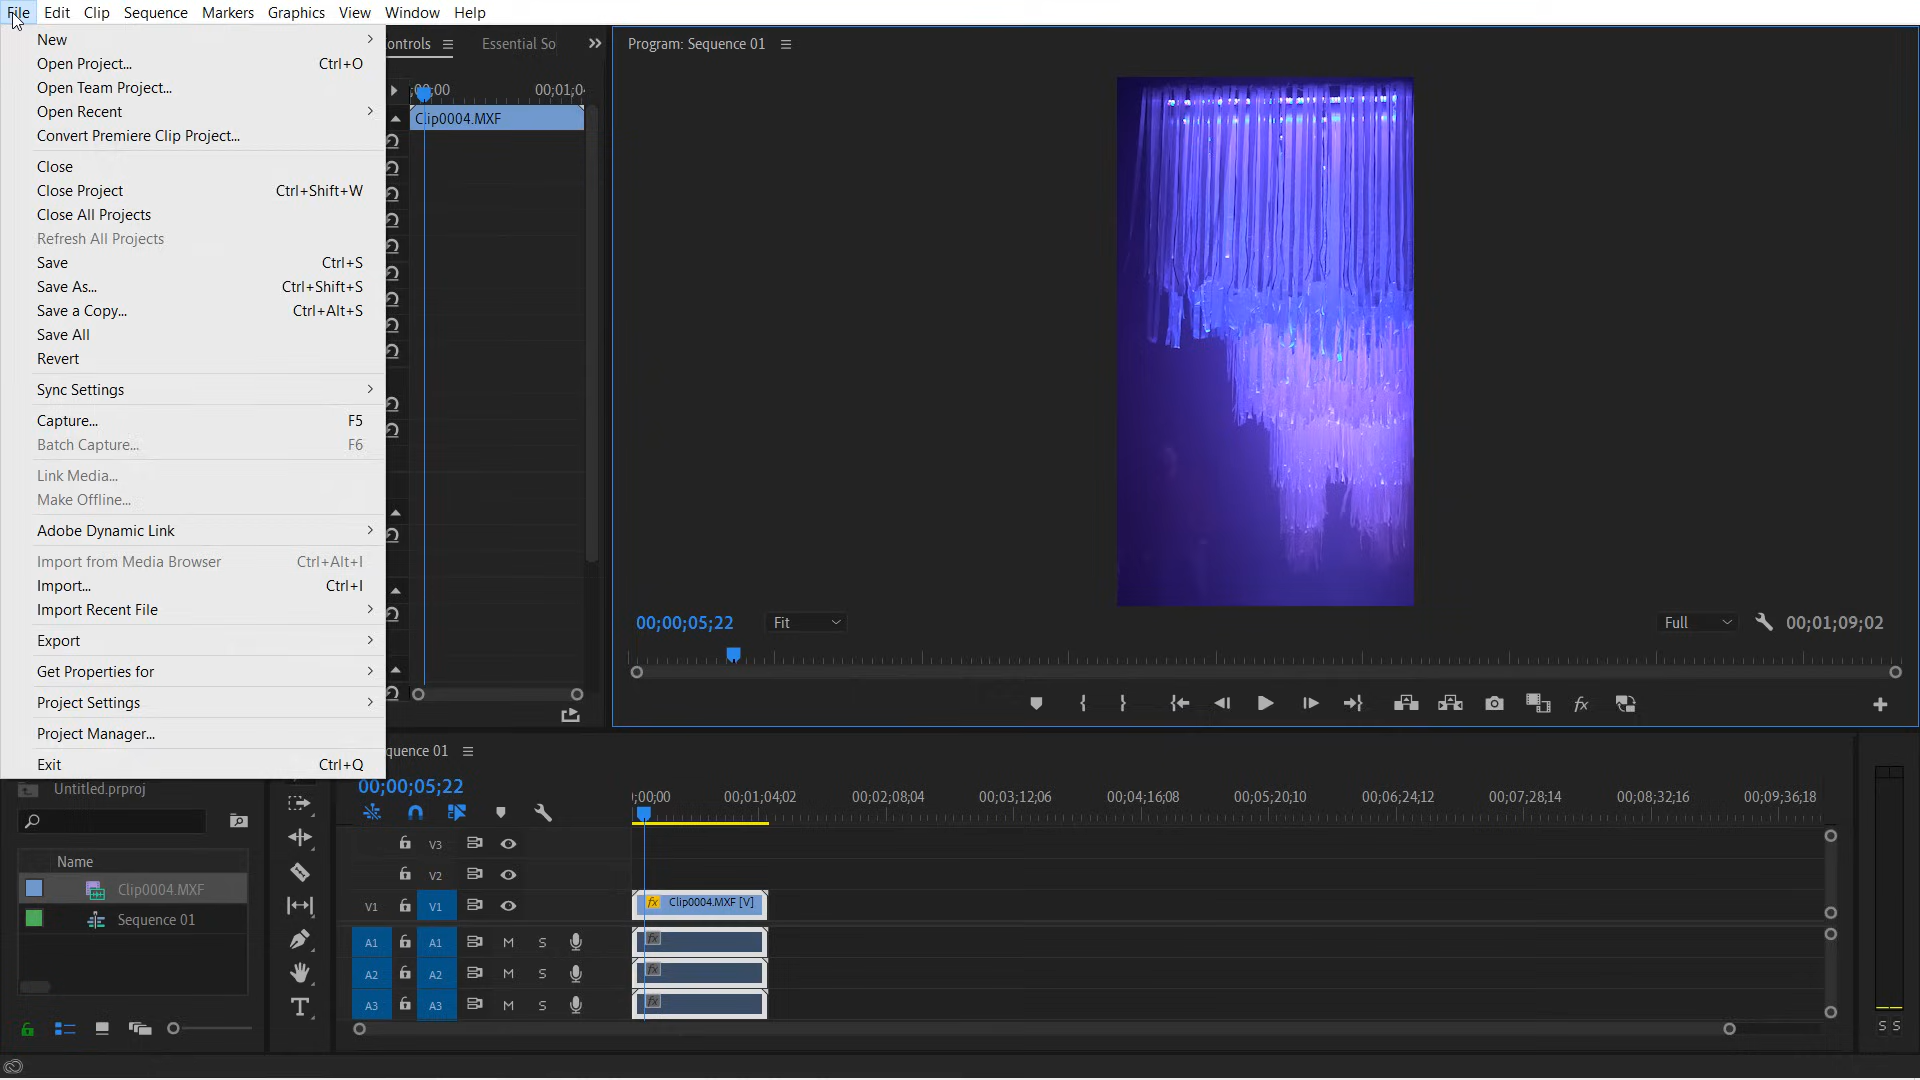 File Edit Clip Sequence Markers Graphics View Window Help
New
Open Project... Ctrl+O
Open Team Project...
Open Recent
Convert Premiere Clip Project...
Close
Close Project Ctrl+Shift+W
Close All Projects
Refresh All Projects
Save Ctrl+S
Save As... Ctrl+Shift+S
Save a Copy... Ctrl+Alt+S
Save All
Revert
Sync Settings
Capture... F5
Batch Capture... F6
Link Media...
Make Offline...
Adobe Dynamic Link
Import from Media Browser Ctrl+Alt+I
Import... Ctrl+I
Import Recent File
Export
Get Properties for
Project Settings
Project Manager...
Exit Ctrl+Q
ontrols Essential So
;00;00 00;01;0
Clip0004.MXF
Program: Sequence 01
00;00;05;22 Fit Full 00;01;09;02
fx
Untitled.prproj
Name
Clip0004.MXF
Sequence 01
quence 01
00;00;05;22
;00;00 00;01;04;02 00;02;08;04 00;03;12;06 00;04;16;08 00;05;20;10 00;06;24;12 00;07;28;14 00;08;32;16 00;09;36;18
V3
V2
V1 V1 fx Clip0004.MXF [V]
A1 A1 M S fx
A2 A2 M S fx
A3 A3 M S fx
S S